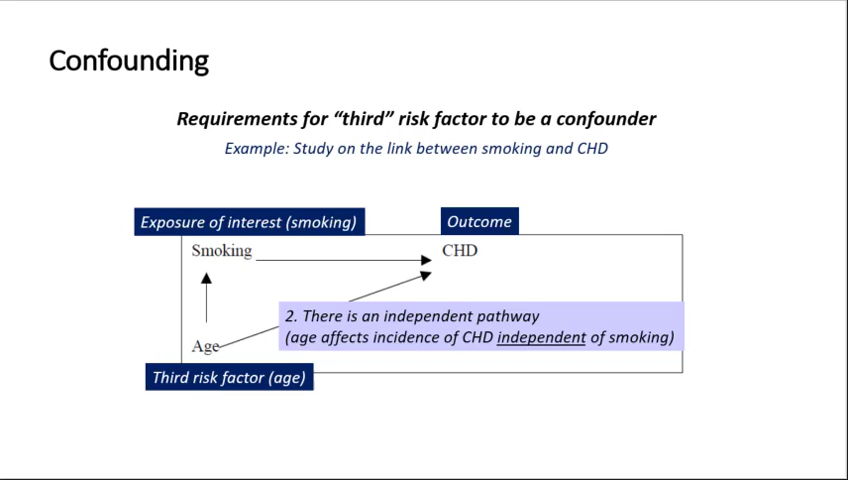 Confounding
Requirements for “third” risk factor to be a confounder
Example: Study on the link between smoking and CHD
Exposure of interest (smoking)
Outcome
Smoking
CHD
2. There is an independent pathway
(age affects incidence of CHD independent of smoking)
Age
Third risk factor (age)